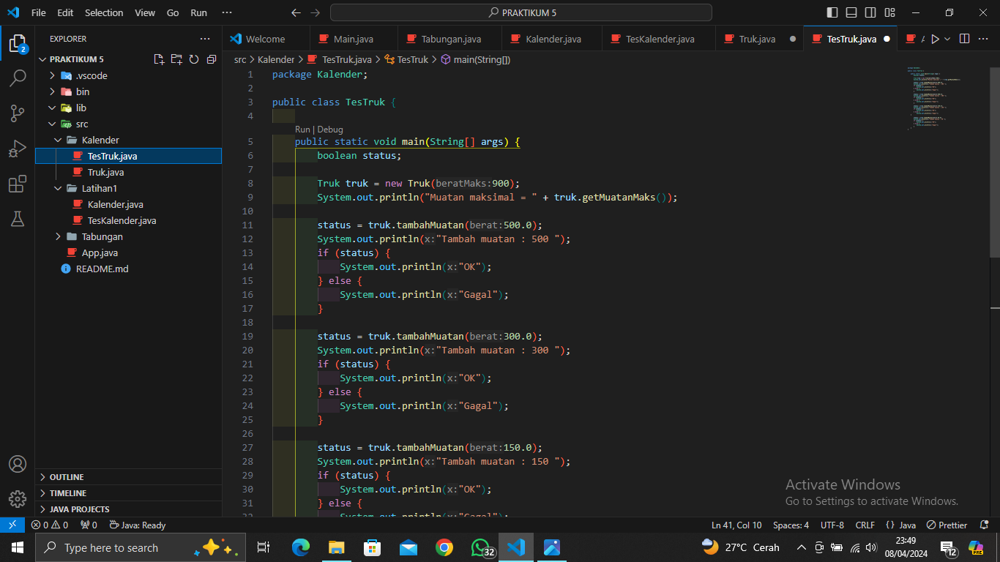 File Edit Selection View Go Run ··· PRAKTIKUM 5
EXPLORER ···
Welcome Main.java Tabungan.java Kalender.java TesKalender.java Truk.java TesTruk.java
PRAKTIKUM 5
.vscode
bin
lib
src
Kalender
TesTruk.java
Truk.java
Latihan1
Kalender.java
TesKalender.java
Tabungan
App.java
README.md
OUTLINE
TIMELINE
JAVA PROJECTS
2
src > Kalender > TesTruk.java > TesTruk > main(String[])
1 package Kalender;
2
3 public class TesTruk {
4
Run | Debug
5 public static void main(String[] args) {
6 boolean status;
7
8 Truk truk = new Truk(beratMaks:900);
9 System.out.println("Muatan maksimal = " + truk.getMuatanMaks());
10
11 status = truk.tambahMuatan(berat:500.0);
12 System.out.println(x:"Tambah muatan : 500 ");
13 if (status) {
14 System.out.println(x:"OK");
15 } else {
16 System.out.println(x:"Gagal");
17 }
18
19 status = truk.tambahMuatan(berat:300.0);
20 System.out.println(x:"Tambah muatan : 300 ");
21 if (status) {
22 System.out.println(x:"OK");
23 } else {
24 System.out.println(x:"Gagal");
25 }
26
27 status = truk.tambahMuatan(berat:150.0);
28 System.out.println(x:"Tambah muatan : 150 ");
29 if (status) {
30 System.out.println(x:"OK");
31 } else {
32 System.out.println(x:"Gagal");
Activate Windows
Go to Settings to activate Windows.
0 0 0 Java: Ready Ln 41, Col 10 Spaces: 4 UTF-8 CRLF {} Java Prettier
Type here to search 32 27°C Cerah 23:49 12 PRE
08/04/2024